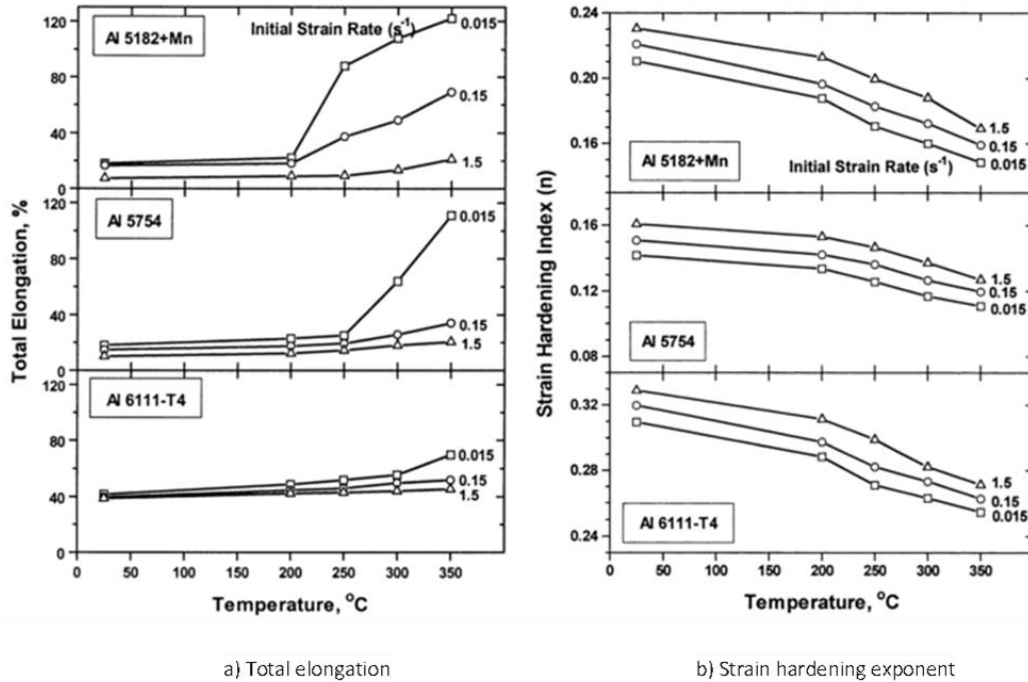 Total Elongation, %
Al 5182+Mn
Initial Strain Rate (s-1)
120
80
40
0
0.015
0.15
1.5
Al 5754
120
80
40
0
0.015
0.15
1.5
Al 6111-T4
120
80
40
0
0.015
0.15
1.5
0 50 100 150 200 250 300 350
Temperature, oC
a) Total elongation
Strain Hardening Index (n)
0.24
0.20
0.16
Al 5182+Mn
Initial Strain Rate (s-1)
1.5
0.15
0.015
0.16
0.12
0.08
Al 5754
1.5
0.15
0.015
0.32
0.28
0.24
Al 6111-T4
1.5
0.15
0.015
0 50 100 150 200 250 300 350
Temperature, oC
b) Strain hardening exponent